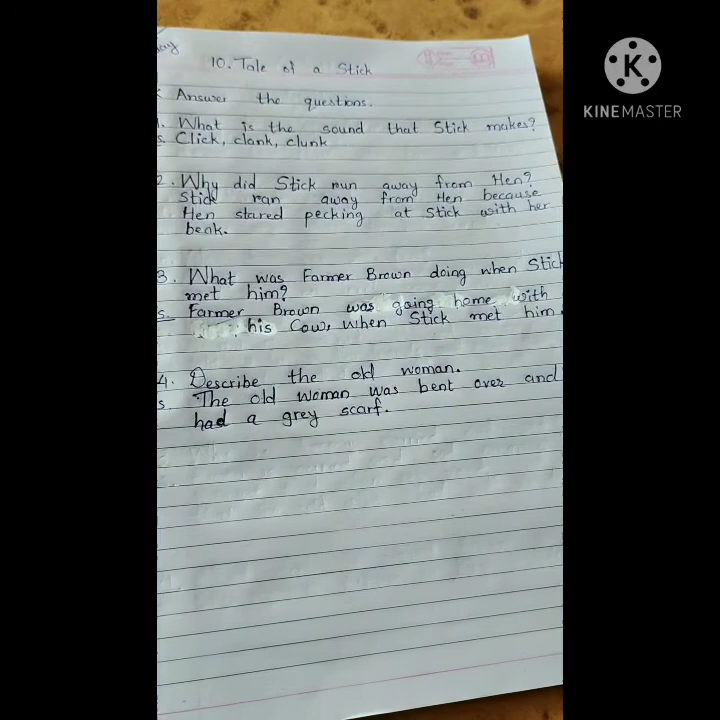 ay
10. Tale of a Stick
Answer the questions.
1. What is the sound that Stick makes?
s. Click, clank, clunk
2. Why did Stick run away from Hen?
Stick ran away from Hen because
Hen stared pecking at Stick with her
beak.
3. What was Farmer Brown doing when Stick
met him?
s. Farmer Brown was going home with
his Cow, when Stick met him.
4. Describe the old woman.
s. The old woman was bent over and
had a grey scarf.
K
KINEMASTER